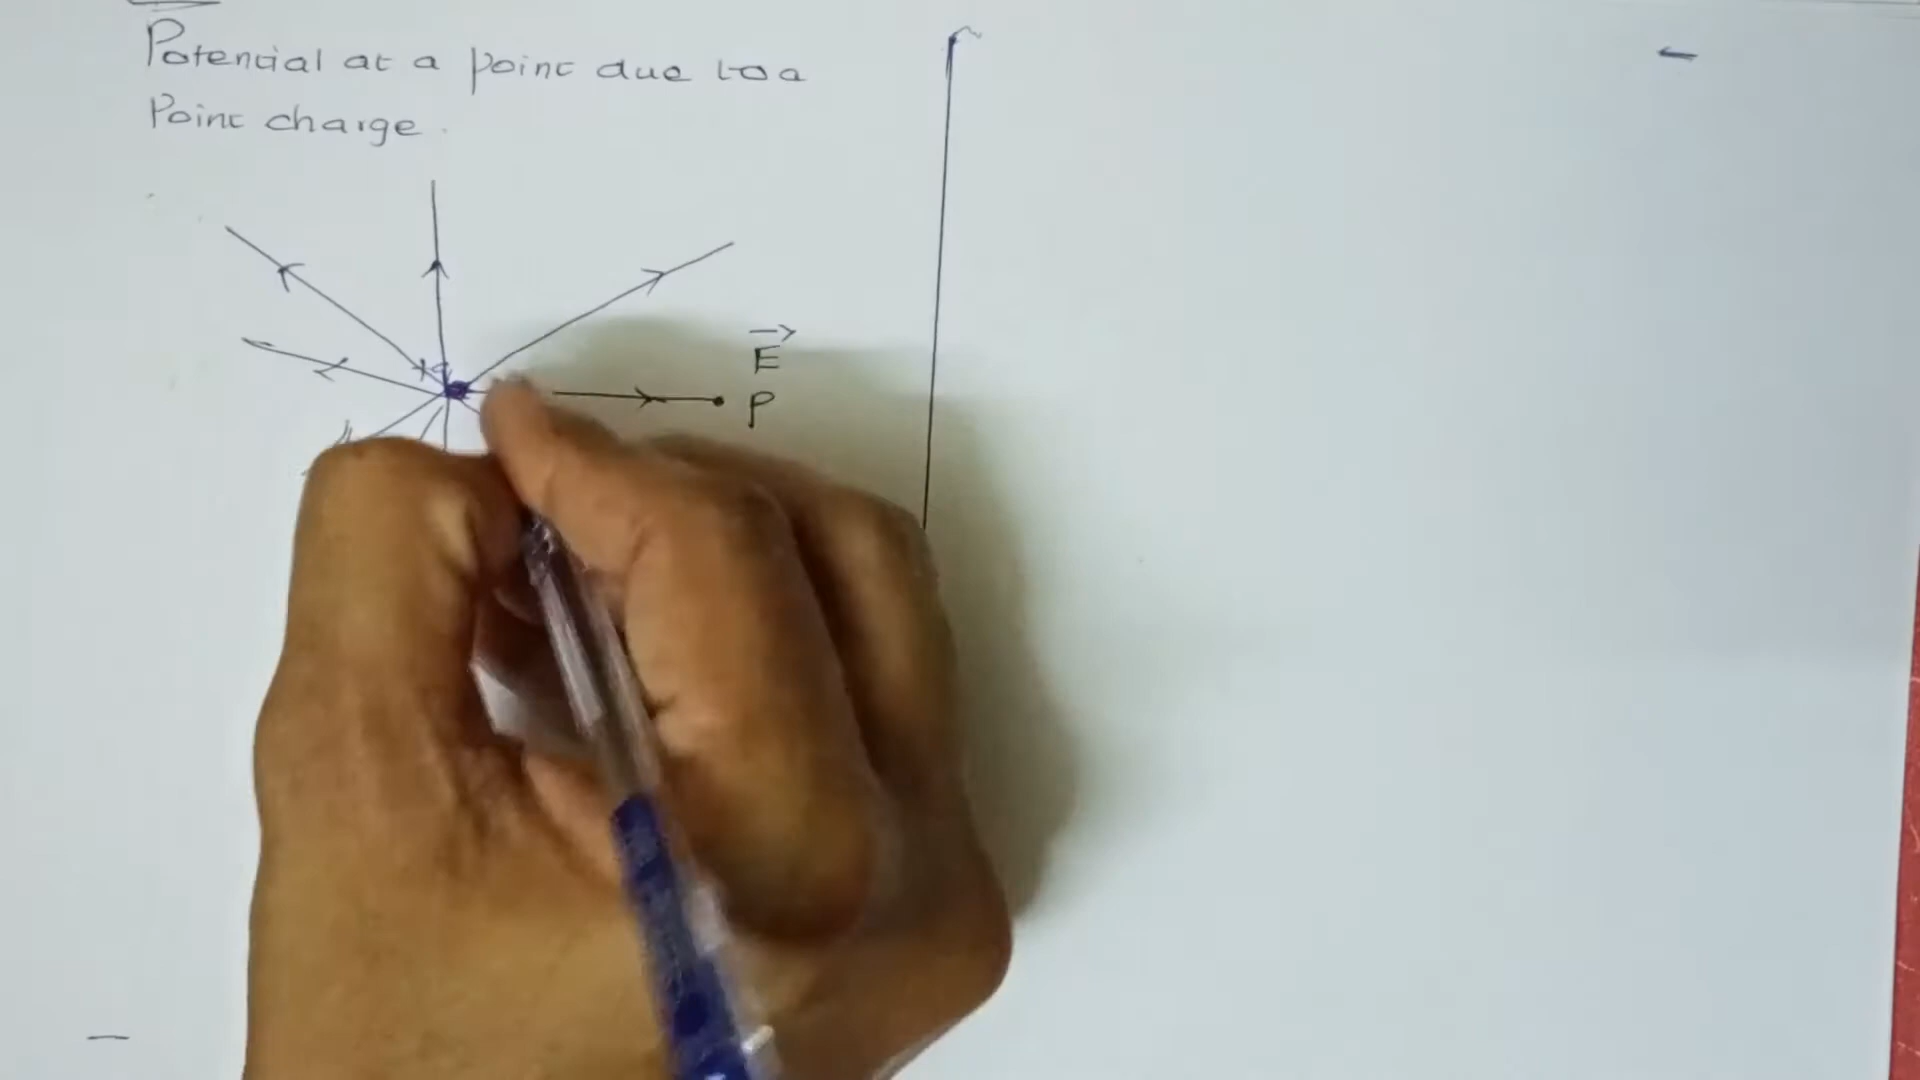 Potential at a point due to a
Point charge.
E
P
+q